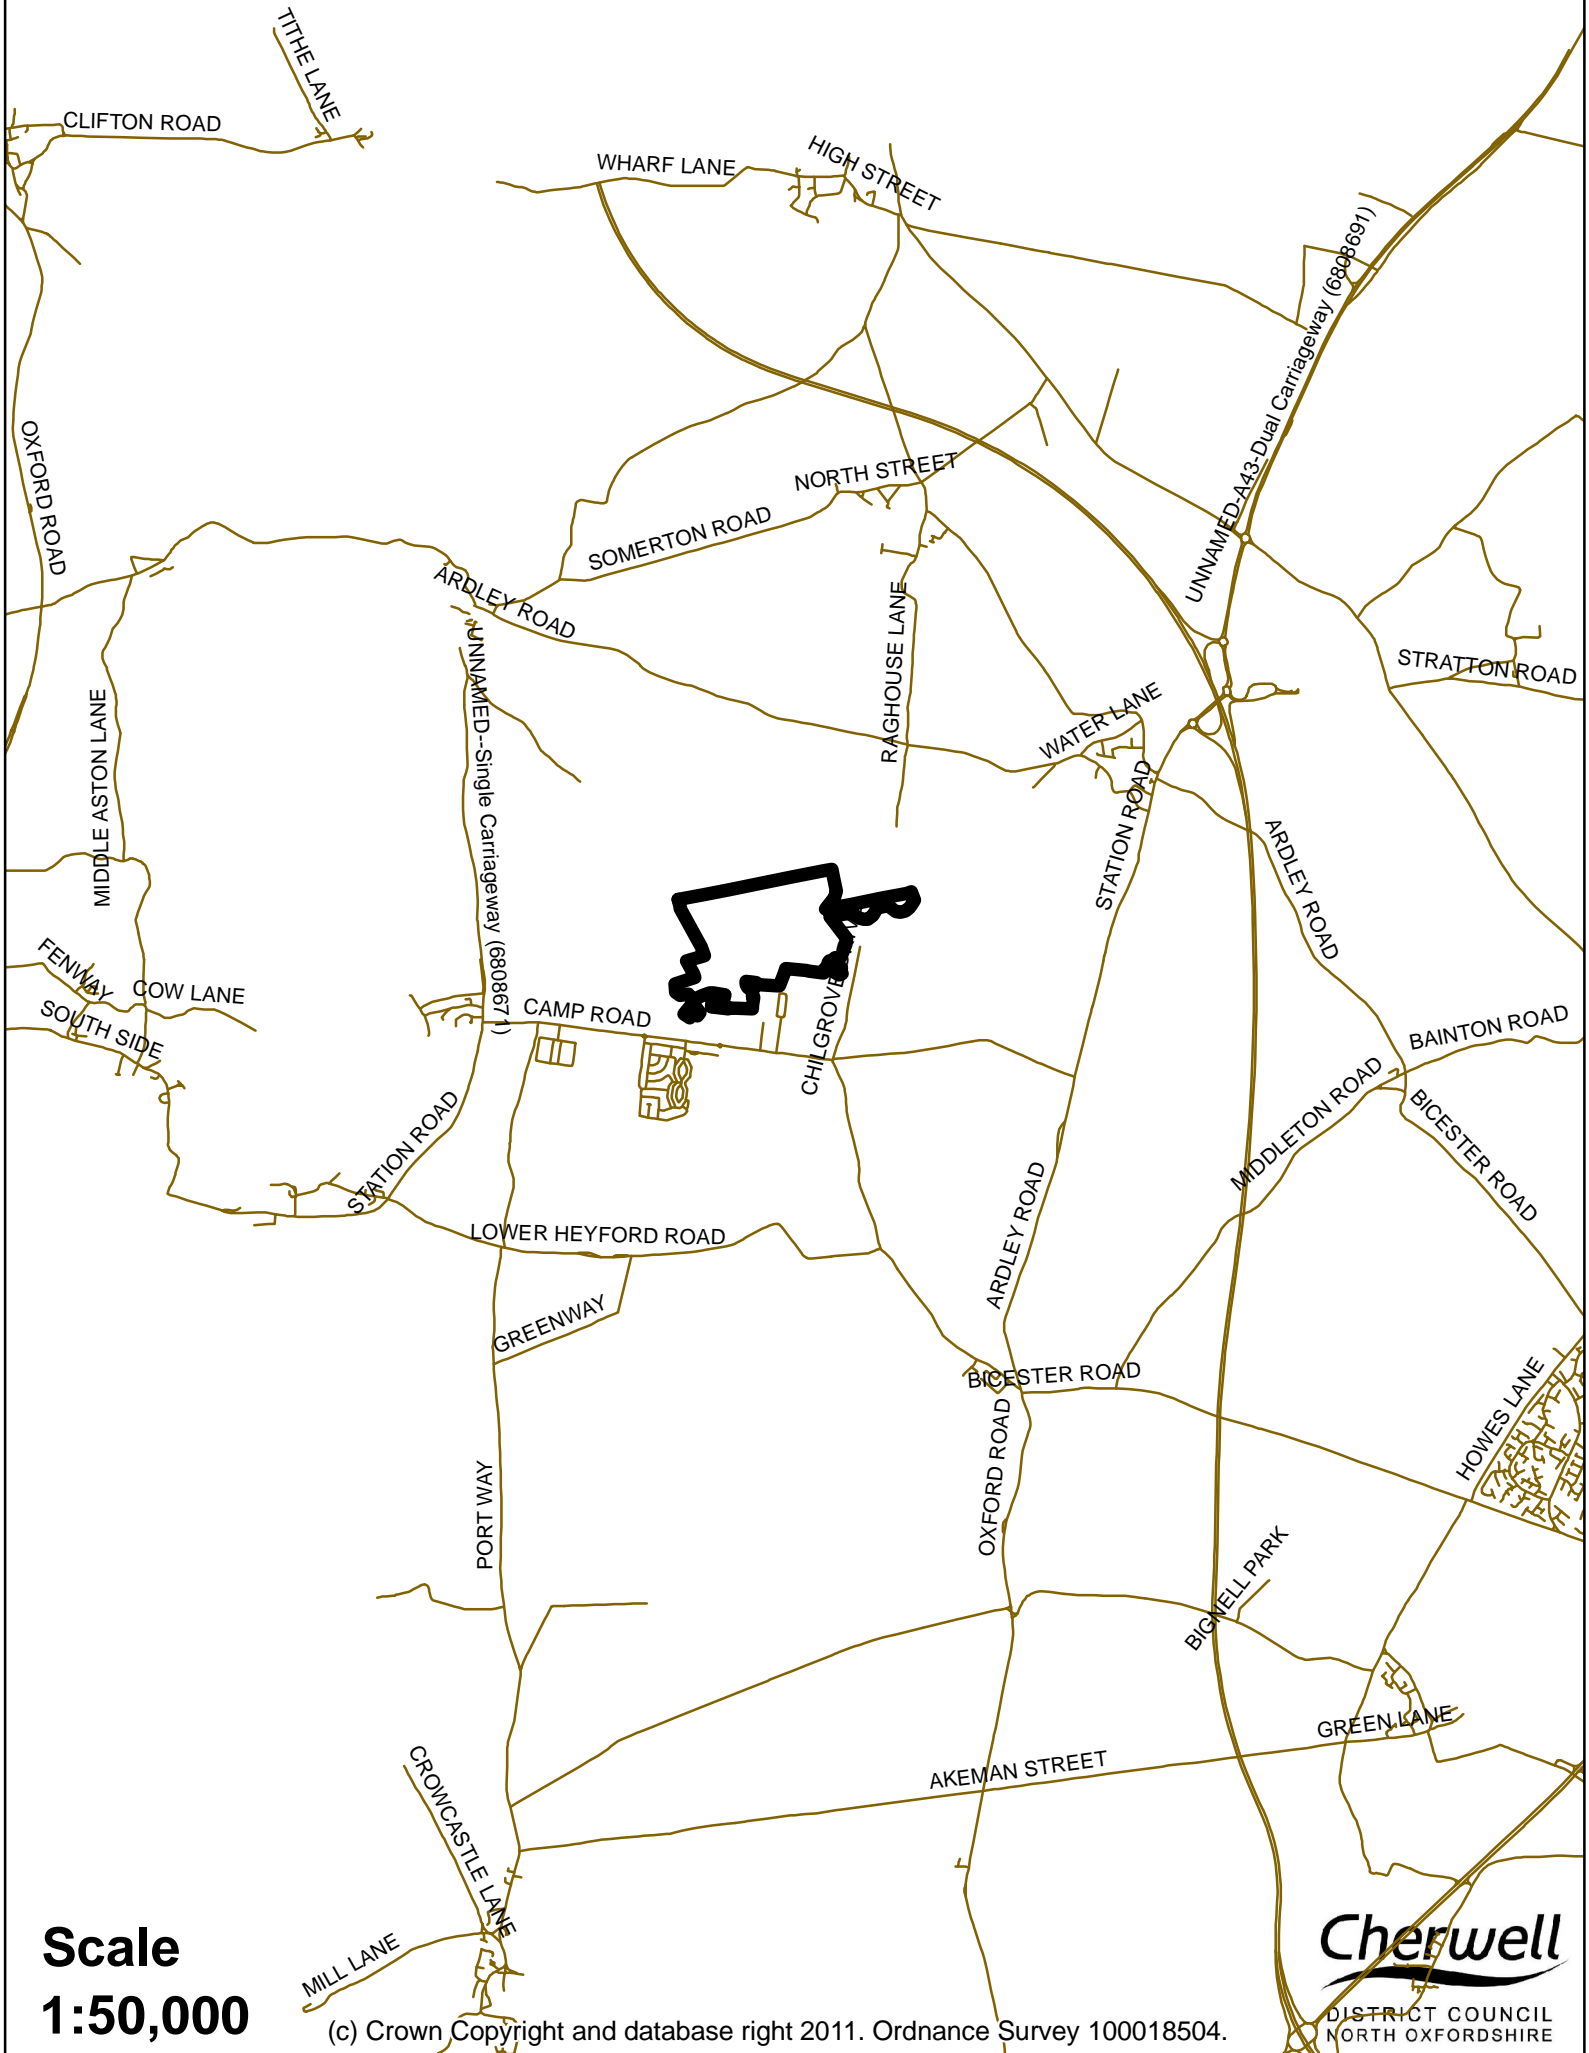 TITHE LANE
CLIFTON ROAD
WHARF LANE
HIGH STREET
UNNAMED-A43-Dual Carriageway (6808691)
OXFORD ROAD
NORTH STREET
SOMERTON ROAD
ARDLEY ROAD
UNNAMED--Single Carriageway (6808671)
RAGHOUSE LANE
STRATTON ROAD
MIDDLE ASTON LANE
WATER LANE
STATION ROAD
ARDLEY ROAD
FENWAY
COW LANE
SOUTH SIDE
CAMP ROAD
BAINTON ROAD
MIDDLETON ROAD
BICESTER ROAD
STATION ROAD
LOWER HEYFORD ROAD
ARDLEY ROAD
GREENWAY
BICESTER ROAD
HOWES LANE
OXFORD ROAD
PORT WAY
BIGNELL PARK
GREEN LANE
AKEMAN STREET
CROWCASTLE LANE
MILL LANE
CHILGROVE
Scale
1:50,000
(c) Crown Copyright and database right 2011. Ordnance Survey 100018504.
Cherwell
DISTRICT COUNCIL
NORTH OXFORDSHIRE